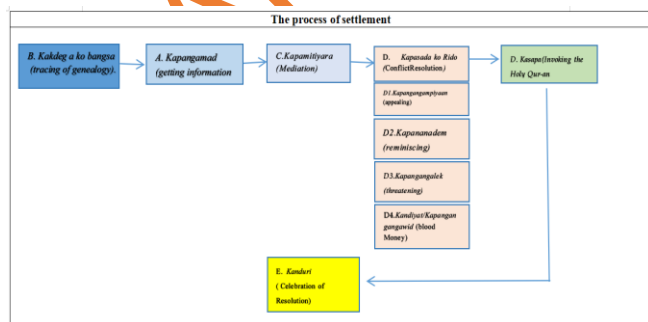 The process of settlement
B. Kakdeg a ko bangsa
(tracing of genealogy).
A. Kapangamad
(getting information
C.Kapamitiyara
(Mediation)
D. Kapasada ko Rido
(ConflictResolution)
D1.Kapangangampiyaan
(appealing)
D2.Kapananadem
(reminiscing)
D3.Kapangangalek
(threatening)
D4.Kandiyat/Kapangan
gongawid (blood
Money)
D. Kasapa(Invoking the
Holy Qur-an
E. Kanduri
( Celebration of
Resolution)